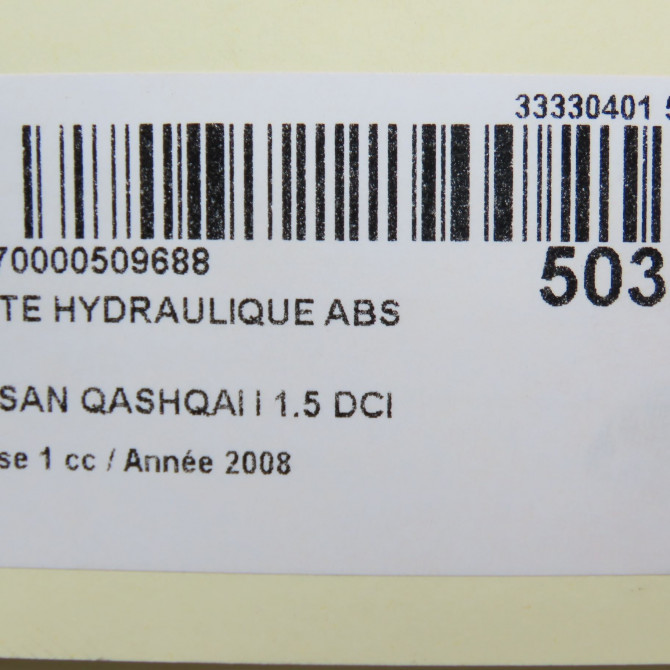 33330401 5
70000509688
503
TE HYDRAULIQUE ABS
SAN QASHQAI I 1.5 DCI
se 1 cc / Année 2008